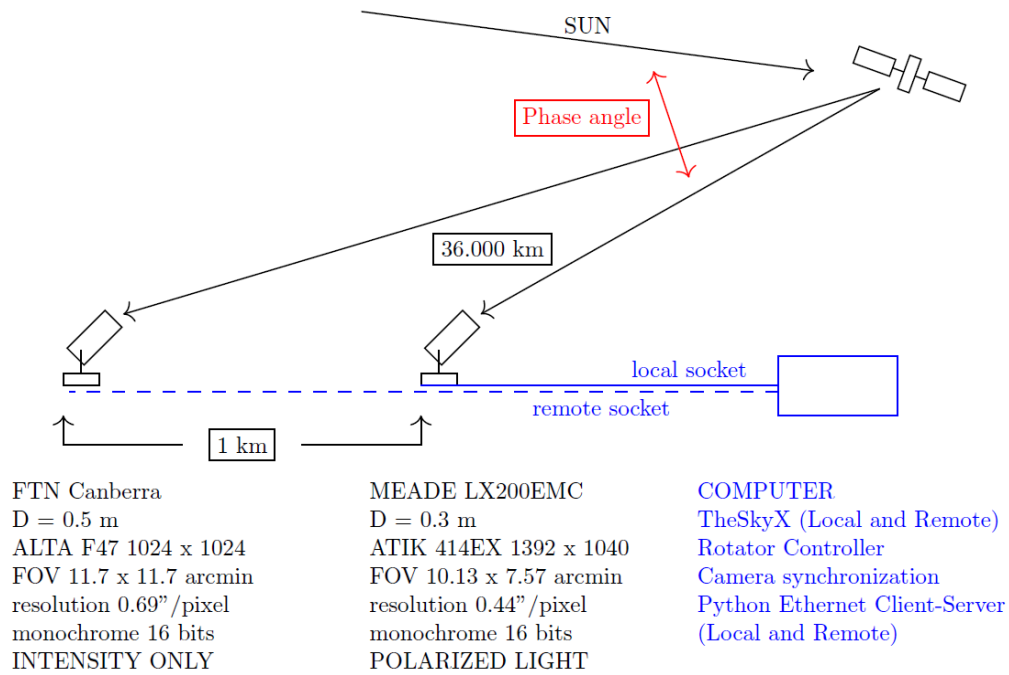 SUN
Phase angle
36.000 km
local socket
remote socket
1 km
FTN Canberra
D = 0.5 m
ALTA F47 1024 x 1024
FOV 11.7 x 11.7 arcmin
resolution 0.69”/pixel
monochrome 16 bits
INTENSITY ONLY
MEADE LX200EMC
D = 0.3 m
ATIK 414EX 1392 x 1040
FOV 10.13 x 7.57 arcmin
resolution 0.44”/pixel
monochrome 16 bits
POLARIZED LIGHT
COMPUTER
TheSkyX (Local and Remote)
Rotator Controller
Camera synchronization
Python Ethernet Client-Server
(Local and Remote)